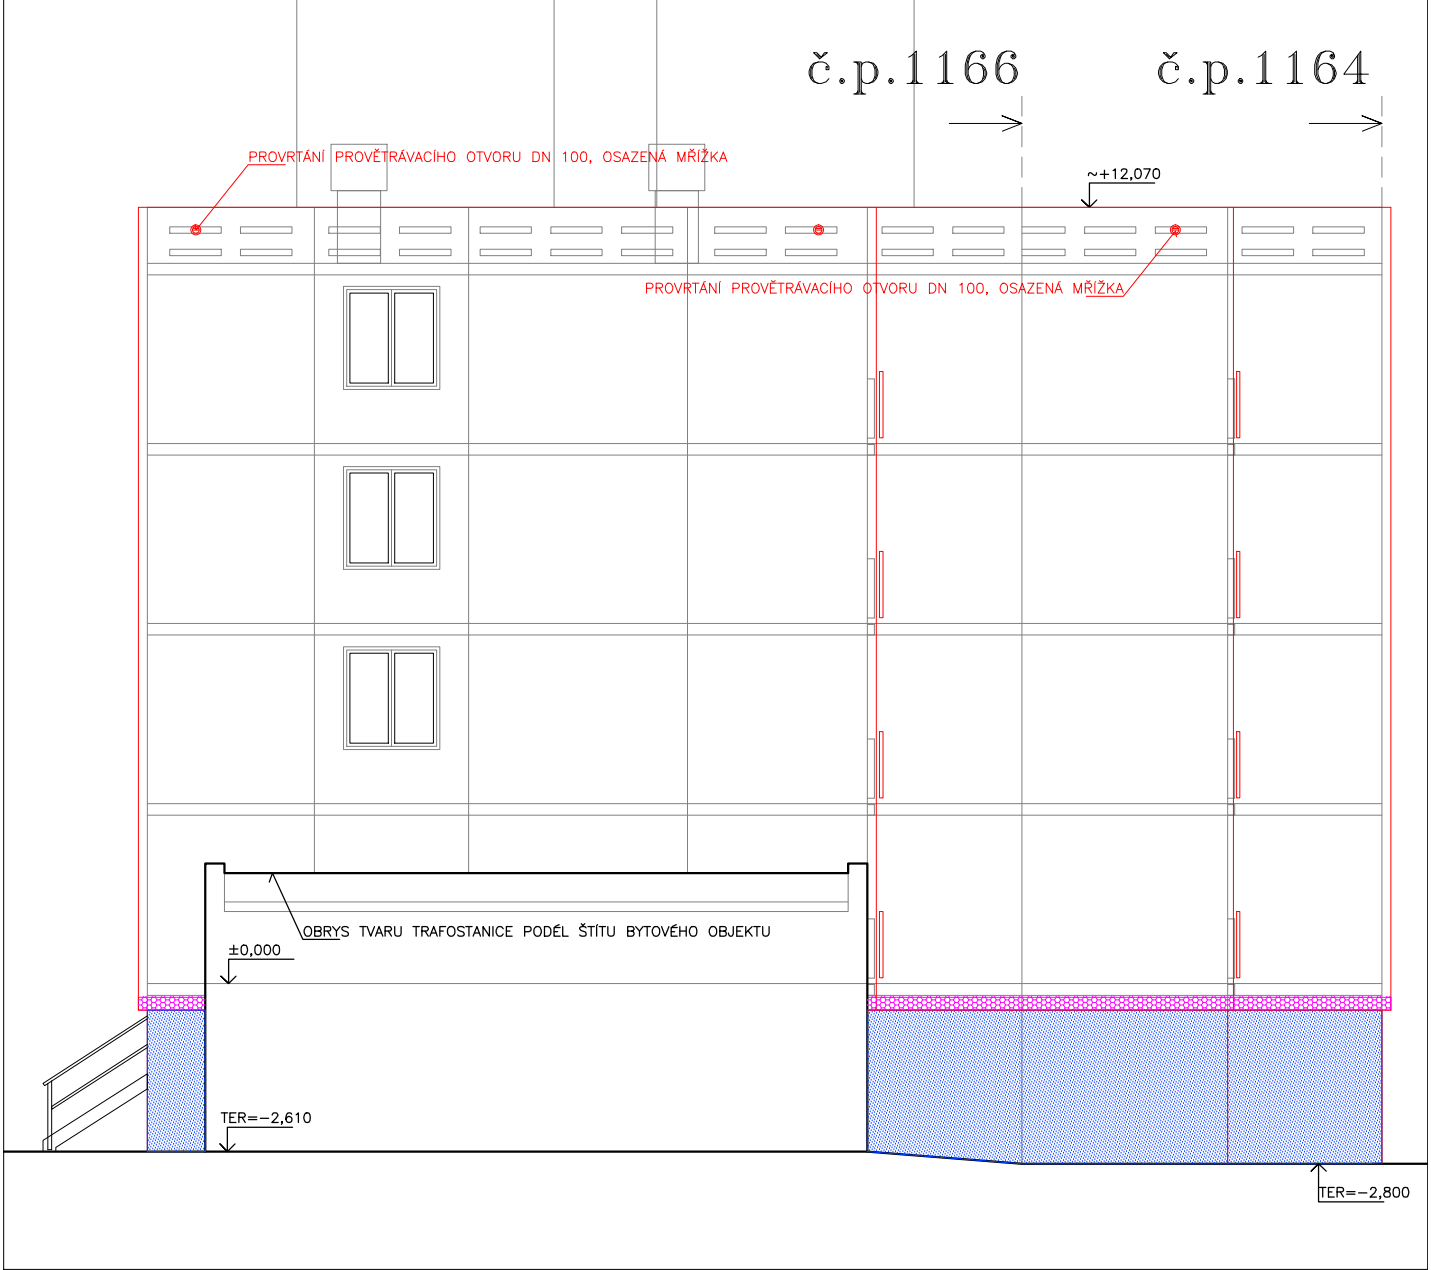 č.p.1166
č.p.1164
PROVRTÁNÍ PROVĚTRÁVACÍHO OTVORU DN 100, OSAZENÁ MŘÍŽKA
~+12,070
PROVRTÁNÍ PROVĚTRÁVACÍHO OTVORU DN 100, OSAZENÁ MŘÍŽKA
OBRYS TVARU TRAFOSTANICE PODÉL ŠTÍTU BYTOVÉHO OBJEKTU
±0,000
TER=-2,610
TER=-2,800